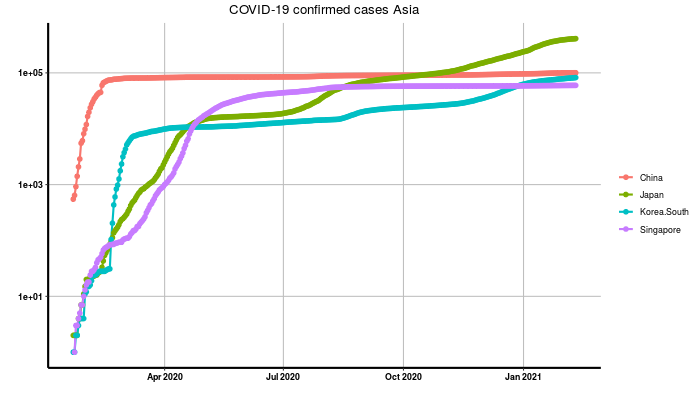 COVID-19 confirmed cases Asia
1e+05
1e+03
1e+01
Apr 2020
Jul 2020
Oct 2020
Jan 2021
China
Japan
Korea.South
Singapore